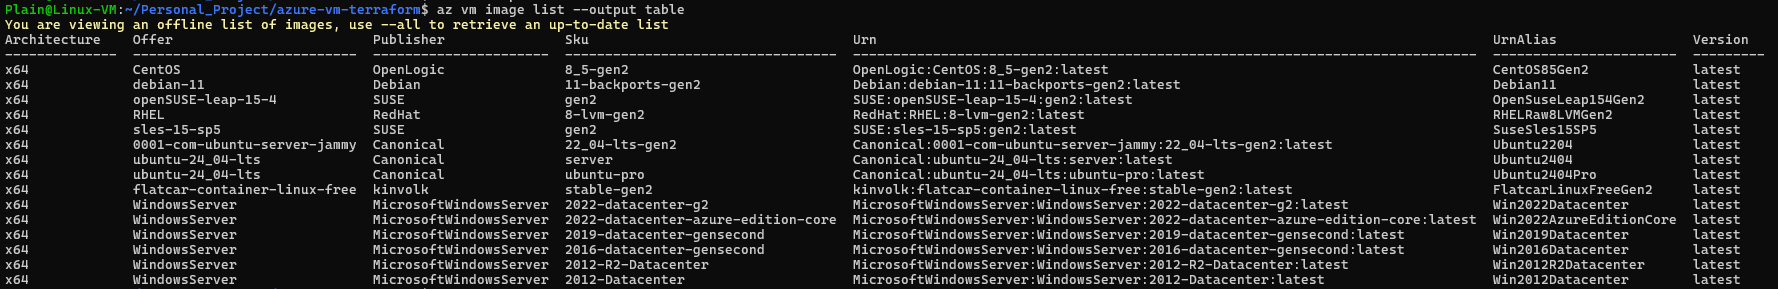 Plain@Linux-VM:~/Personal_Project/azure-vm-terraform$ az vm image list --output table
You are viewing an offline list of images, use --all to retrieve an up-to-date list
Architecture    Offer                         Publisher               Sku                                 Urn                                                                             UrnAlias                 Version
--------------  ----------------------------  ----------------------  ----------------------------------  ------------------------------------------------------------------------------  -----------------------  ---------
x64             CentOS                        OpenLogic               8_5-gen2                            OpenLogic:CentOS:8_5-gen2:latest                                                CentOS85Gen2             latest
x64             debian-11                     Debian                  11-backports-gen2                   Debian:debian-11:11-backports-gen2:latest                                       Debian11                 latest
x64             openSUSE-leap-15-4            SUSE                    gen2                                SUSE:openSUSE-leap-15-4:gen2:latest                                             OpenSuseLeap154Gen2      latest
x64             RHEL                          RedHat                  8-lvm-gen2                          RedHat:RHEL:8-lvm-gen2:latest                                                   RHELRaw8LVMGen2          latest
x64             sles-15-sp5                   SUSE                    gen2                                SUSE:sles-15-sp5:gen2:latest                                                    SuseSles15SP5            latest
x64             0001-com-ubuntu-server-jammy  Canonical               22_04-lts-gen2                      Canonical:0001-com-ubuntu-server-jammy:22_04-lts-gen2:latest                     Ubuntu2204               latest
x64             ubuntu-24_04-lts              Canonical               server                              Canonical:ubuntu-24_04-lts:server:latest                                        Ubuntu2404               latest
x64             ubuntu-24_04-lts              Canonical               ubuntu-pro                          Canonical:ubuntu-24_04-lts:ubuntu-pro:latest                                    Ubuntu2404Pro            latest
x64             flatcar-container-linux-free  kinvolk                 stable-gen2                         kinvolk:flatcar-container-linux-free:stable-gen2:latest                         FlatcarLinuxFreeGen2     latest
x64             WindowsServer                 MicrosoftWindowsServer  2022-datacenter-g2                  MicrosoftWindowsServer:WindowsServer:2022-datacenter-g2:latest                  Win2022Datacenter        latest
x64             WindowsServer                 MicrosoftWindowsServer  2022-datacenter-azure-edition-core  MicrosoftWindowsServer:WindowsServer:2022-datacenter-azure-edition-core:latest  Win2022AzureEditionCore  latest
x64             WindowsServer                 MicrosoftWindowsServer  2019-datacenter-gensecond           MicrosoftWindowsServer:WindowsServer:2019-datacenter-gensecond:latest           Win2019Datacenter        latest
x64             WindowsServer                 MicrosoftWindowsServer  2016-datacenter-gensecond           MicrosoftWindowsServer:WindowsServer:2016-datacenter-gensecond:latest           Win2016Datacenter        latest
x64             WindowsServer                 MicrosoftWindowsServer  2012-R2-Datacenter                  MicrosoftWindowsServer:WindowsServer:2012-R2-Datacenter:latest                  Win2012R2Datacenter      latest
x64             WindowsServer                 MicrosoftWindowsServer  2012-Datacenter                     MicrosoftWindowsServer:WindowsServer:2012-Datacenter:latest                     Win2012Datacenter        latest